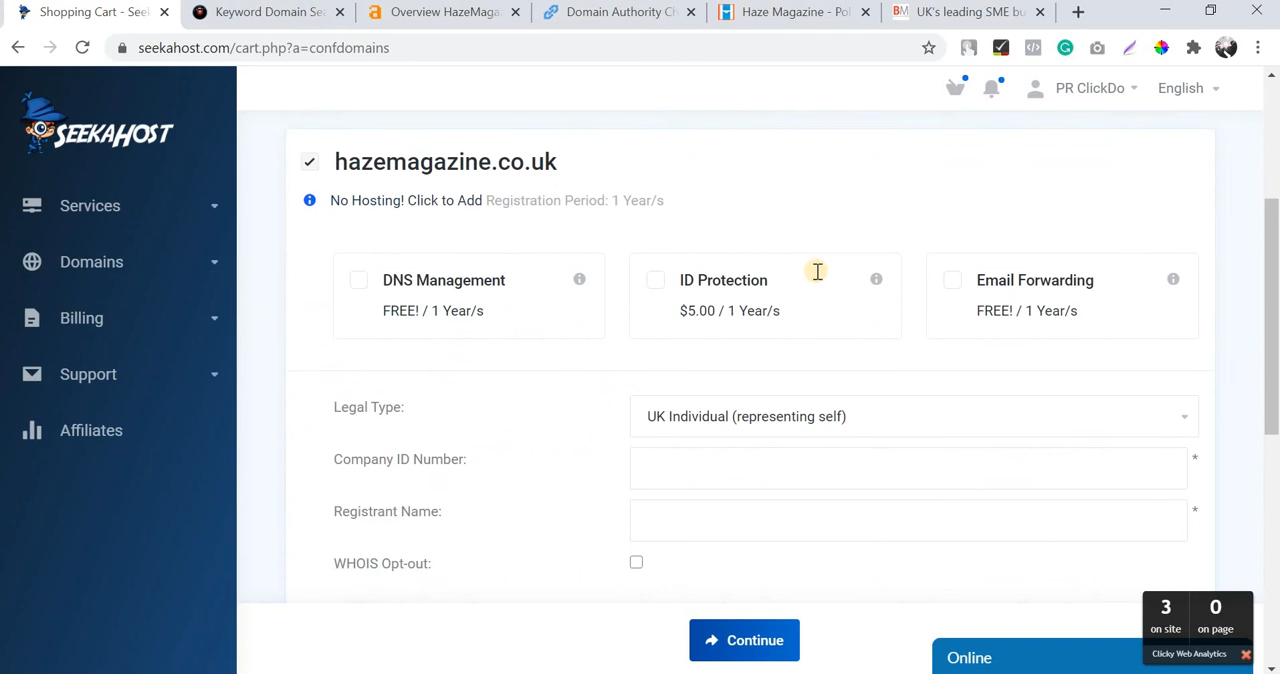 Shopping Cart - Seek
Keyword Domain Sea
Overview HazeMaga
Domain Authority Ch
Haze Magazine - Pol
BM UK's leading SME bu
seekahost.com/cart.php?a=confdomains
SEEKAHOST
PR ClickDo
English
Services
Domains
Billing
Support
Affiliates
hazemagazine.co.uk
No Hosting! Click to Add Registration Period: 1 Year/s
DNS Management
FREE! / 1 Year/s
ID Protection
$5.00 / 1 Year/s
Email Forwarding
FREE! / 1 Year/s
Legal Type:
UK Individual (representing self)
Company ID Number:
*
Registrant Name:
*
WHOIS Opt-out:
Continue
Online
3 0
on site on page
Clicky Web Analytics